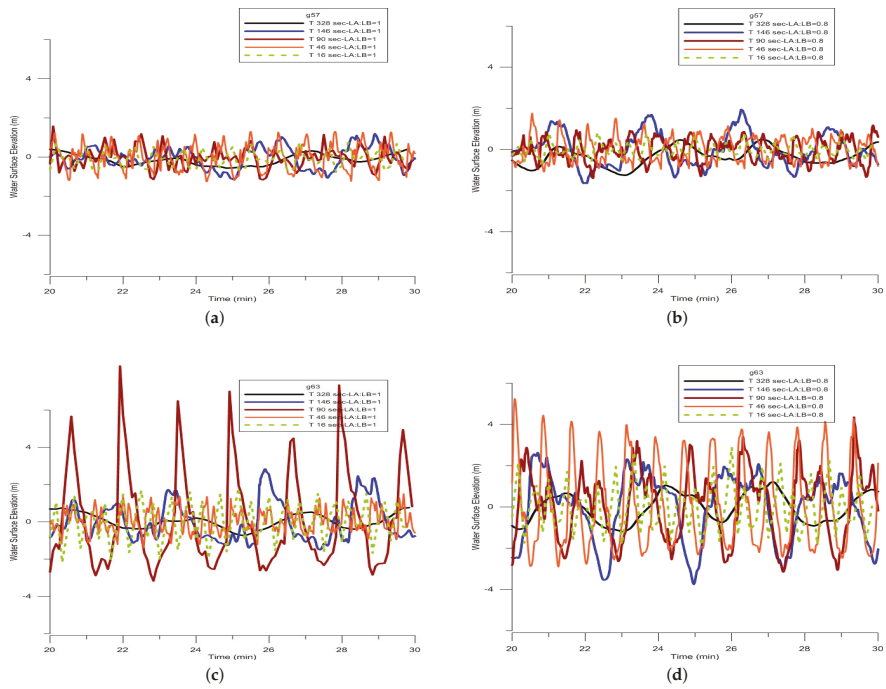 g57
T 328 sec-LA:LB=1
T 146 sec-LA:LB=1
T 90 sec-LA:LB=1
T 46 sec-LA:LB=1
T 16 sec-LA:LB=1
4
0
-4
Water Surface Elevation (m)
20 22 24 26 28 30
Time (min)
(a)
g57
T 328 sec-LA:LB=0.8
T 146 sec-LA:LB=0.8
T 90 sec-LA:LB=0.8
T 46 sec-LA:LB=0.8
T 16 sec-LA:LB=0.8
4
0
-4
Water Surface Elevation (m)
20 22 24 26 28 30
Time (min)
(b)
g63
T 328 sec-LA:LB=1
T 146 sec-LA:LB=1
T 90 sec-LA:LB=1
T 46 sec-LA:LB=1
T 16 sec-LA:LB=1
4
0
-4
Water Surface Elevation (m)
20 22 24 26 28 30
Time (min)
(c)
g63
T 328 sec-LA:LB=0.8
T 146 sec-LA:LB=0.8
T 90 sec-LA:LB=0.8
T 46 sec-LA:LB=0.8
T 16 sec-LA:LB=0.8
4
0
-4
Water Surface Elevation (m)
20 22 24 26 28 30
Time (min)
(d)